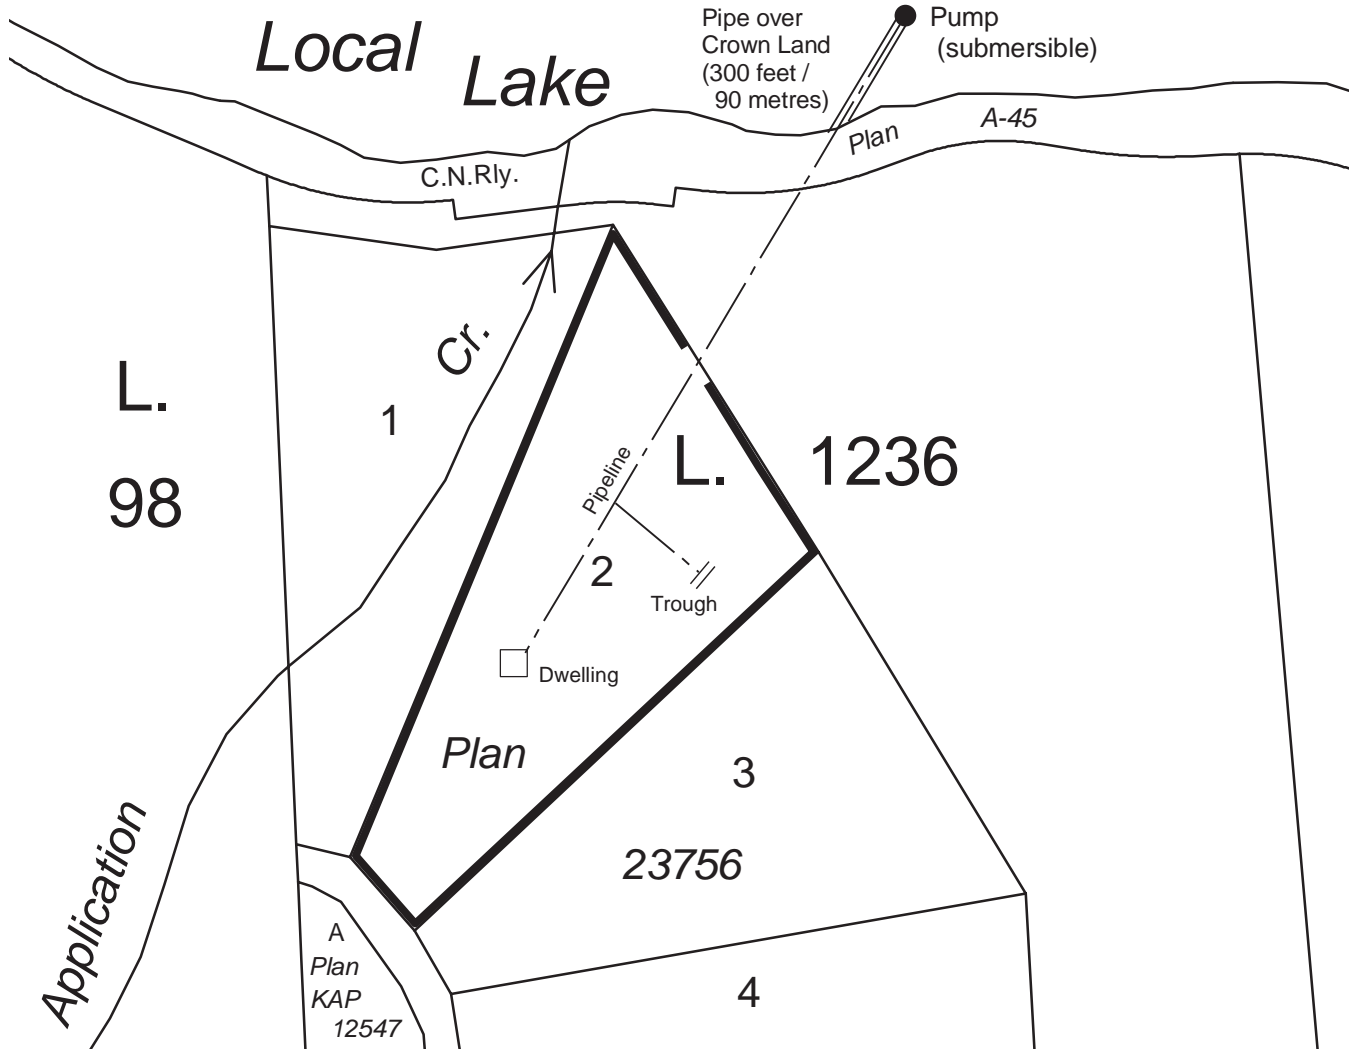 Local
Lake
Pipe over
Crown Land
(300 feet /
90 metres)
Pump
(submersible)
Plan
A-45
C.N.Rly.
Cr.
L.
98
1
Pipeline
L.
1236
2
Trough
Dwelling
Plan
3
23756
Application
A
Plan
KAP
12547
4